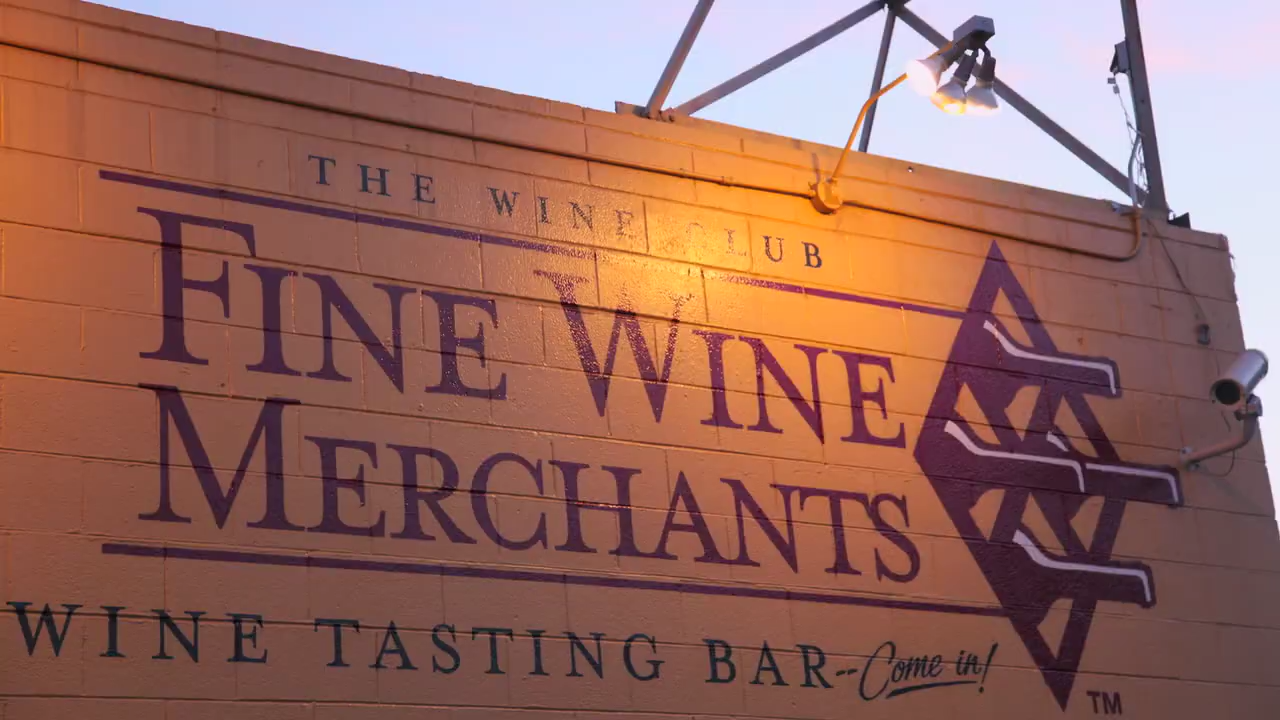 THE WINE CLUB
FINE WINE
MERCHANTS
WINE TASTING BAR--Come in!
TM